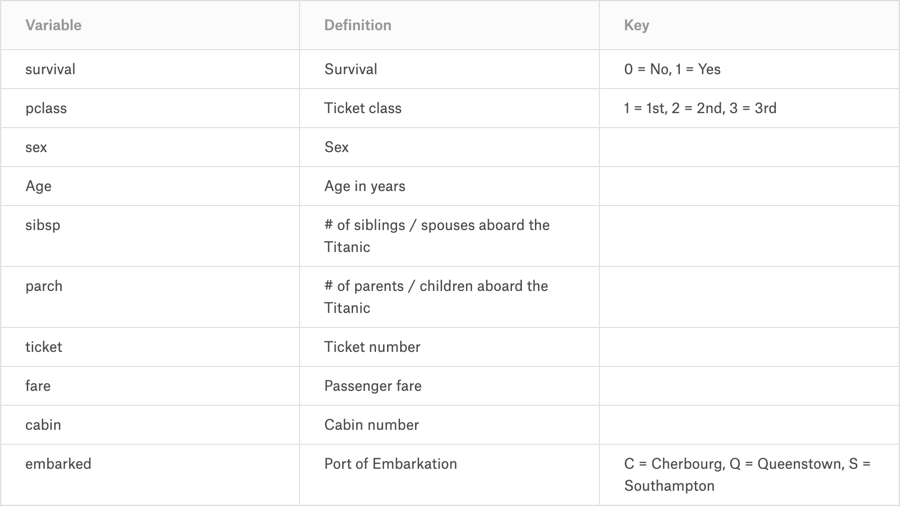 Variable Definition Key
survival Survival 0 = No, 1 = Yes
pclass Ticket class 1 = 1st, 2 = 2nd, 3 = 3rd
sex Sex
Age Age in years
sibsp # of siblings / spouses aboard the
Titanic
parch # of parents / children aboard the
Titanic
ticket Ticket number
fare Passenger fare
cabin Cabin number
embarked Port of Embarkation C = Cherbourg, Q = Queenstown, S =
Southampton